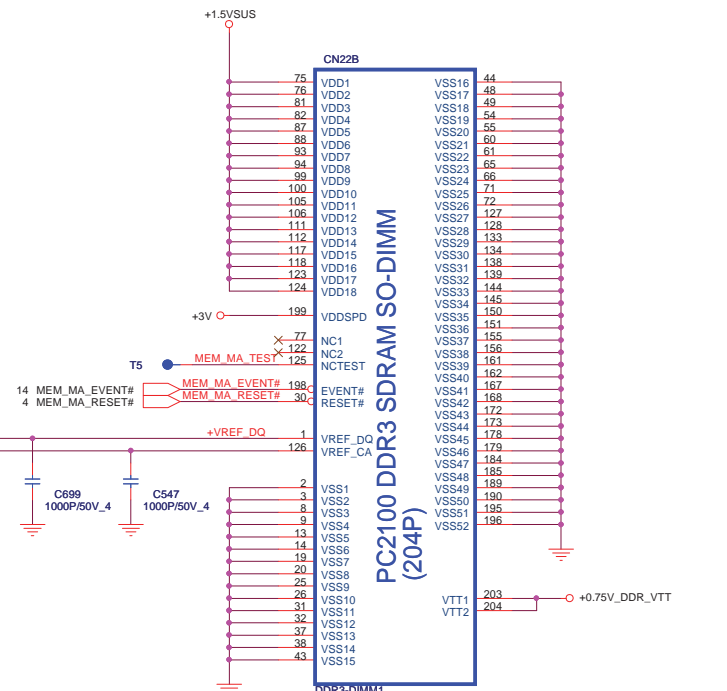 +1.5VSUS
CN22B
75 VDD1 VSS16 44
76 VDD2 VSS17 48
81 VDD3 VSS18 49
82 VDD4 VSS19 54
87 VDD5 VSS20 55
88 VDD6 VSS21 60
93 VDD7 VSS22 61
94 VDD8 VSS23 65
99 VDD9 VSS24 66
100 VDD10 VSS25 71
105 VDD11 VSS26 72
106 VDD12 VSS27 127
111 VDD13 VSS28 128
112 VDD14 VSS29 133
117 VDD15 VSS30 134
118 VDD16 VSS31 138
123 VDD17 VSS32 139
124 VDD18 VSS33 144
VSS34 145
+3V 199 VDDSPD VSS35 150
VSS36 151
77 NC1 VSS37 155
122 NC2 VSS38 156
T5 MEM_MA_TEST 125 NCTEST VSS39 161
VSS40 162
14 MEM_MA_EVENT# MEM_MA_EVENT# 198 EVENT# VSS41 167
4 MEM_MA_RESET# MEM_MA_RESET# 30 RESET# VSS42 168
VSS43 172
VSS44 173
+VREF_DQ 1 VREF_DQ VSS45 178
126 VREF_CA VSS46 179
VSS47 184
VSS48 185
VSS49 189
VSS50 190
VSS51 195
VSS52 196
C699
1000P/50V_4
C547
1000P/50V_4
2 VSS1
3 VSS2
8 VSS3
9 VSS4
13 VSS5
14 VSS6
19 VSS7
20 VSS8
25 VSS9
26 VSS10
31 VSS11
32 VSS12
37 VSS13
38 VSS14
43 VSS15
VTT1 203 +0.75V_DDR_VTT
VTT2 204
PC2100 DDR3 SDRAM SO-DIMM
(204P)
DDR3-DIMM1